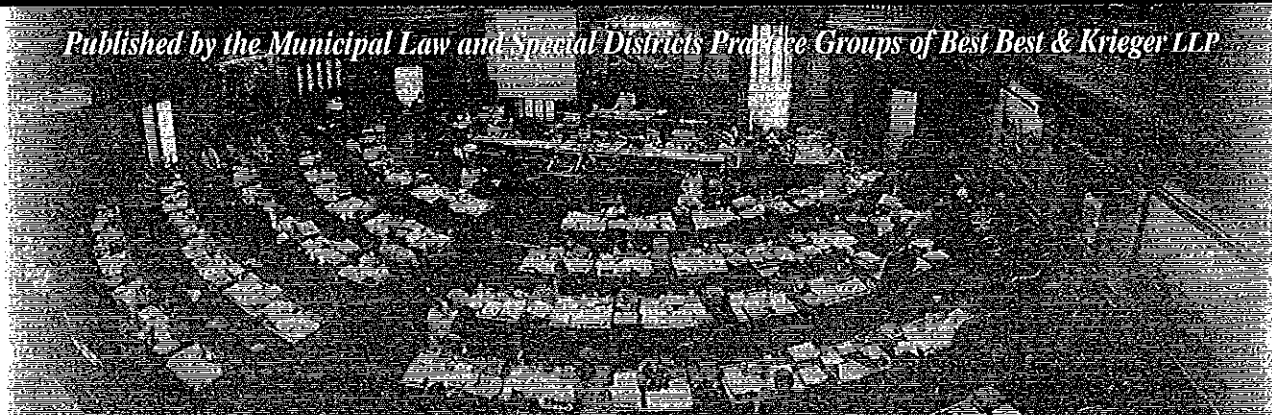 Published by the Municipal Law and Special Districts Practice Groups of Best Best & Krieger LLP